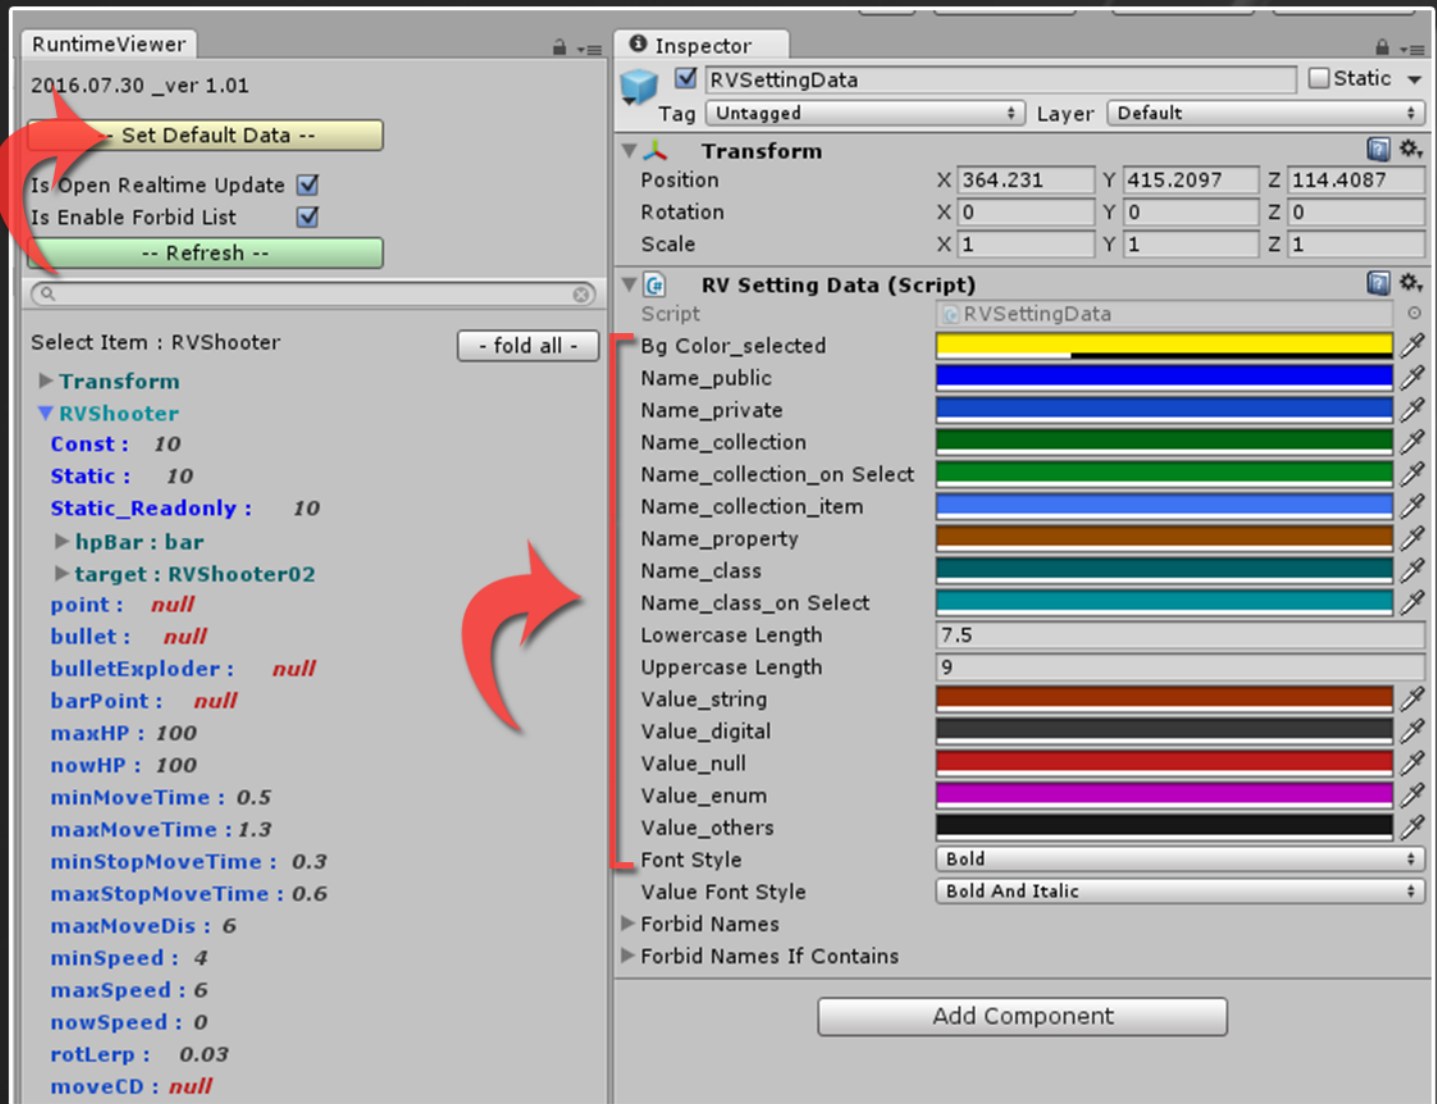 RuntimeViewer
2016.07.30 _ver 1.01
-- Set Default Data --
Is Open Realtime Update
Is Enable Forbid List
-- Refresh --
Select Item : RVShooter
- fold all -
Transform
RVShooter
Const : 10
Static : 10
Static_Readonly : 10
hpBar : bar
target : RVShooter02
point : null
bullet : null
bulletExploder : null
barPoint : null
maxHP : 100
nowHP : 100
minMoveTime : 0.5
maxMoveTime : 1.3
minStopMoveTime : 0.3
maxStopMoveTime : 0.6
maxMoveDis : 6
minSpeed : 4
maxSpeed : 6
nowSpeed : 0
rotLerp : 0.03
moveCD : null
Inspector
RVSettingData
Static
Tag Untagged Layer Default
Transform
Position X 364.231 Y 415.2097 Z 114.4087
Rotation X 0 Y 0 Z 0
Scale X 1 Y 1 Z 1
RV Setting Data (Script)
Script RVSettingData
Bg Color_selected
Name_public
Name_private
Name_collection
Name_collection_on Select
Name_collection_item
Name_property
Name_class
Name_class_on Select
Lowercase Length 7.5
Uppercase Length 9
Value_string
Value_digital
Value_null
Value_enum
Value_others
Font Style Bold
Value Font Style Bold And Italic
Forbid Names
Forbid Names If Contains
Add Component